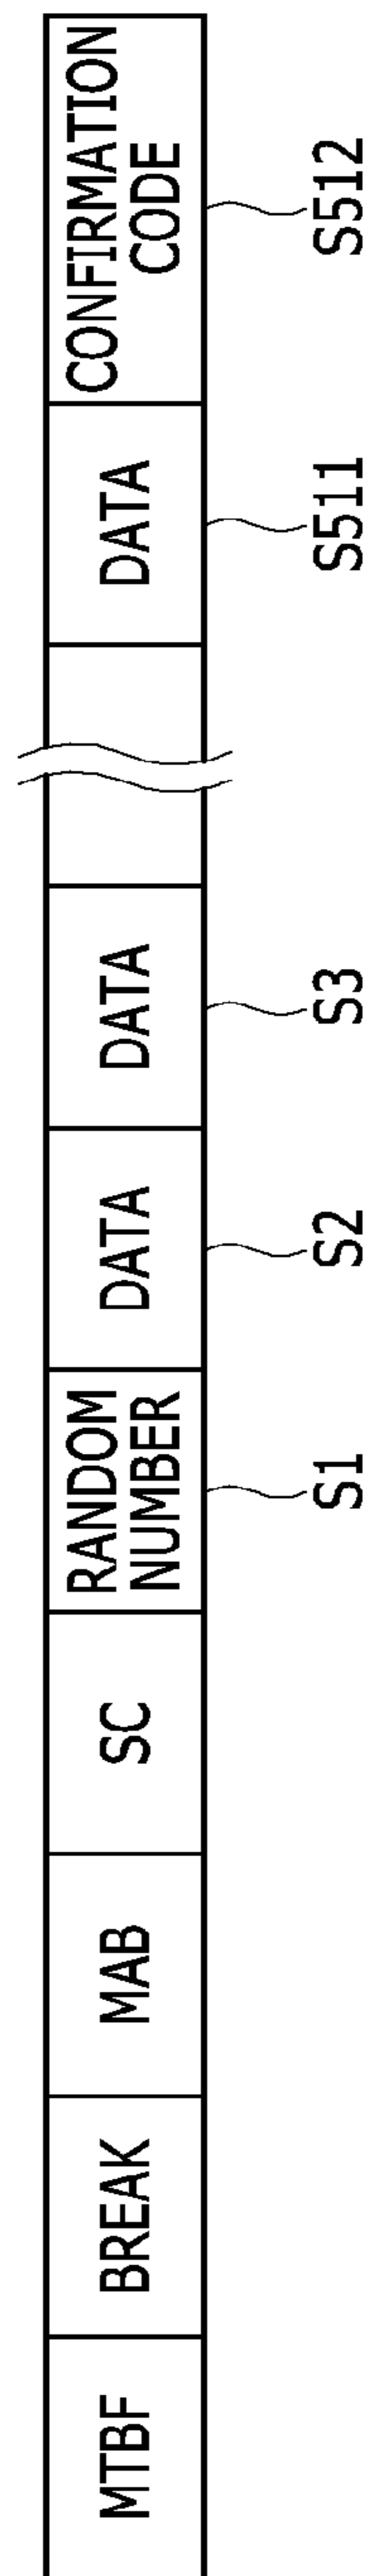 MTBF
BREAK
MAB
SC
RANDOM
NUMBER
DATA
DATA
DATA
CONFIRMATION
CODE
S1
S2
S3
S511
S512